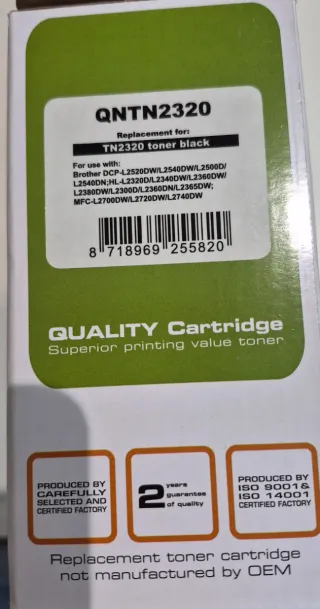 QNTN2320
Replacement for:
TN2320 toner black
For use with:
Brother DCP-L2520DW/L2540DW/L2500D/
L2540DN;HL-L2320D/L2340DW/L2360DW/
L2380DW/L2300D/L2360DN/L2365DW;
MFC-L2700DW/L2720DW/L2740DW
8 718969 255820
QUALITY Cartridge
Superior printing value toner
PRODUCED BY
CAREFULLY
SELECTED AND
CERTIFIED FACTORY
2 years
guarantee
of quality
PRODUCED BY
ISO 9001&
ISO 14001
CERTIFIED FACTORY
Replacement toner cartridge
not manufactured by OEM